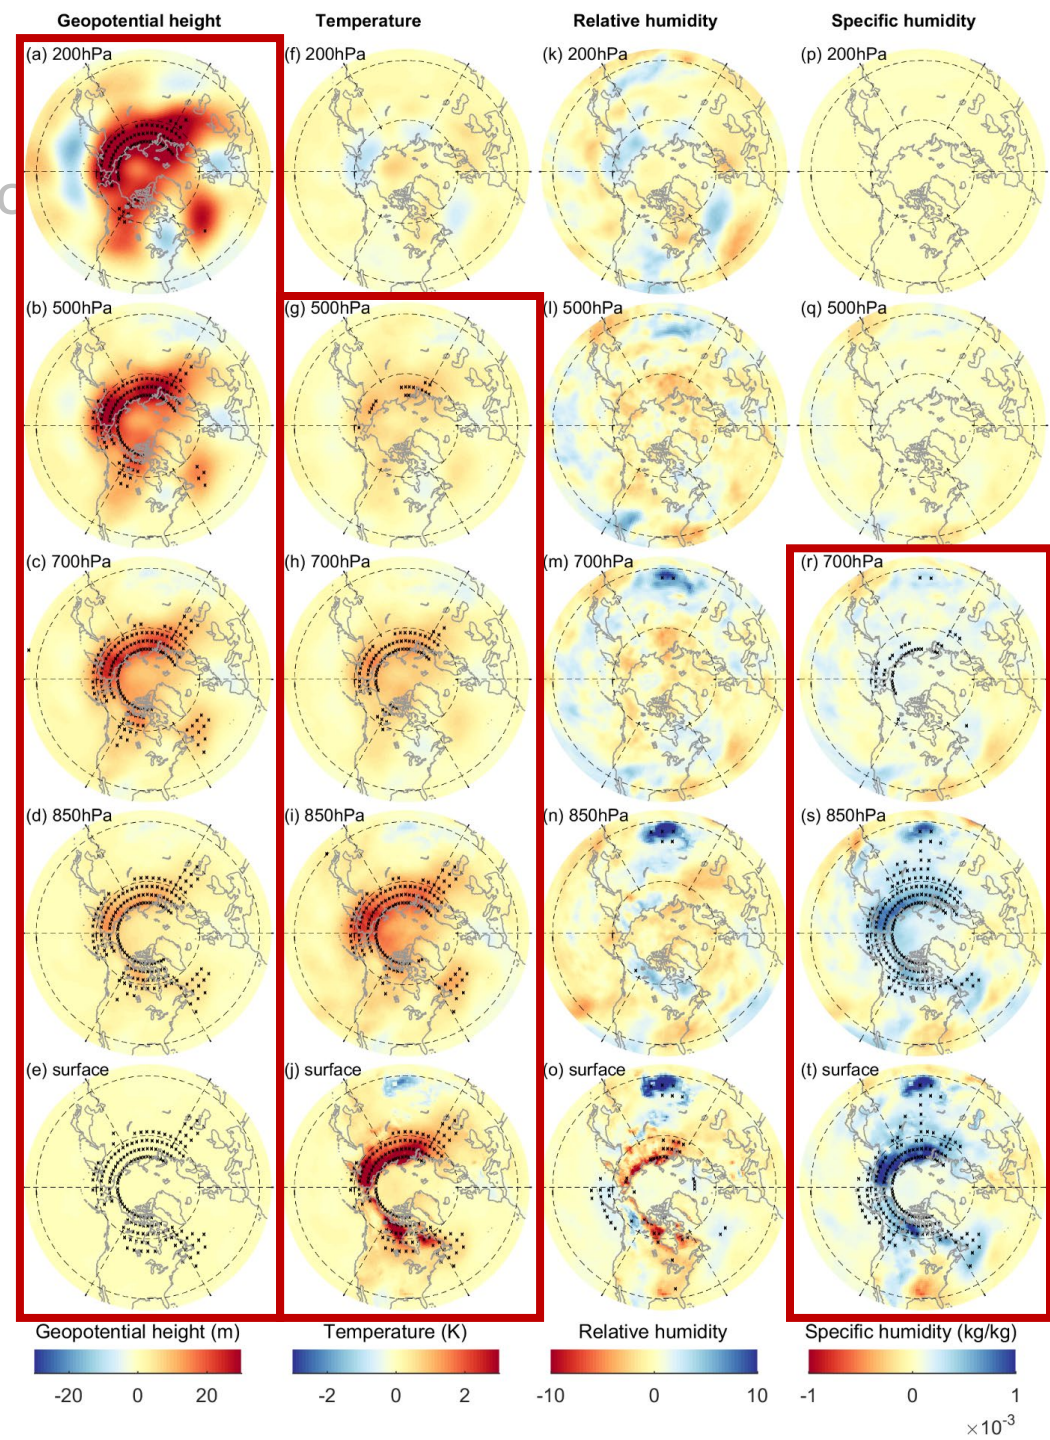 Geopotential height Temperature Relative humidity Specific humidity
(a) 200hPa (f) 200hPa (k) 200hPa (p) 200hPa
(b) 500hPa (g) 500hPa (l) 500hPa (q) 500hPa
(c) 700hPa (h) 700hPa (m) 700hPa (r) 700hPa
(d) 850hPa (i) 850hPa (n) 850hPa (s) 850hPa
(e) surface (j) surface (o) surface (t) surface
Geopotential height (m) Temperature (K) Relative humidity Specific humidity (kg/kg)
-20 0 20 -2 0 2 -10 0 10 -1 0 1
×10⁻³